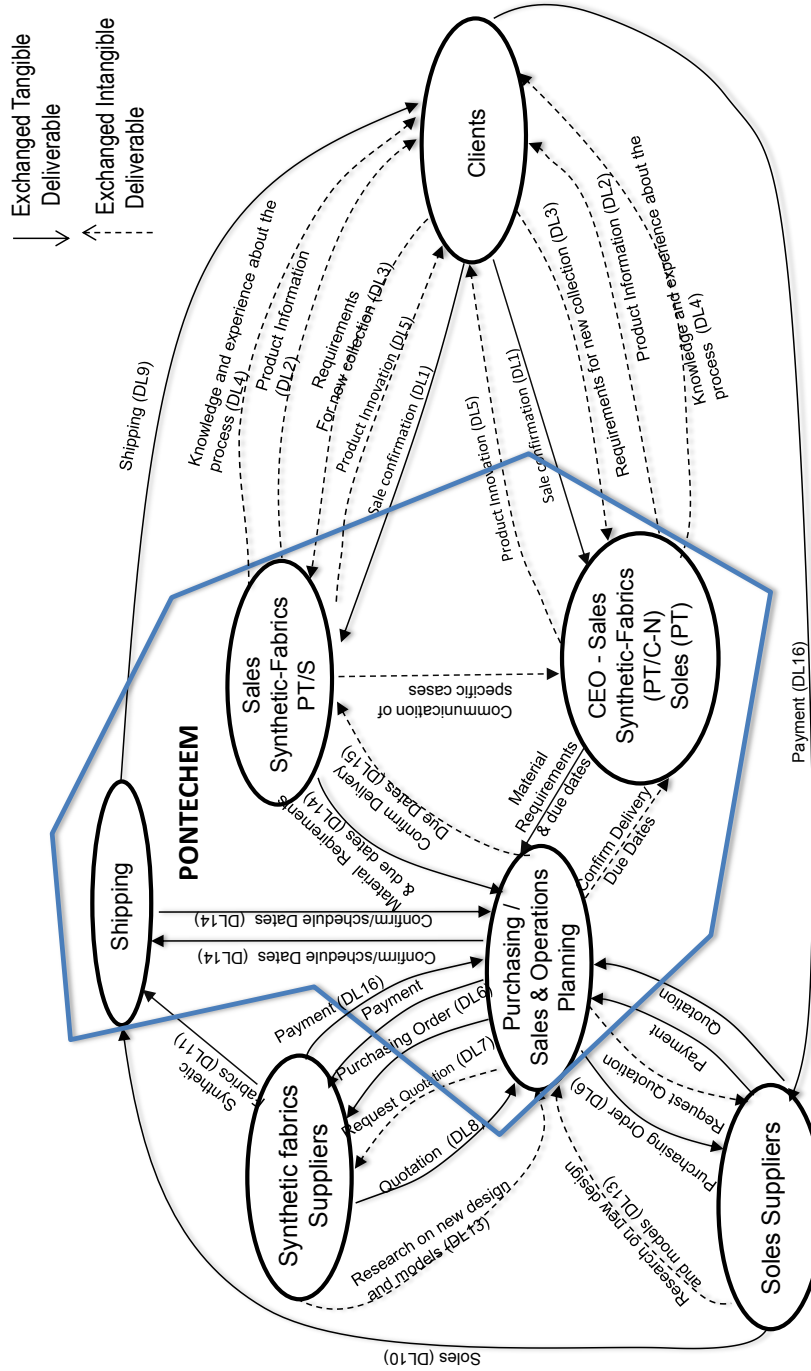 Exchanged Tangible
Deliverable
Exchanged Intangible
Deliverable
Shipping (DL9)
Knowledge and experience about the
process (DL4)
Product Information
(DL2)
Requirements
For new collection (DL3)
Product Innovation (DL5)
Sale confirmation (DL1)
Clients
Product Innovation (DL5)
Sale confirmation (DL1)
Requirements for new collection (DL3)
Product Information (DL2)
Knowledge and experience about the
process (DL4)
Payment (DL16)
PONTECHEM
Shipping
Sales
Synthetic-Fabrics
PT/S
Communication of
specific cases
CEO - Sales
Synthetic-Fabrics
(PT/C-N)
Soles (PT)
Material Reqirements
& due dates (DL14)
Confirm Delivery
Due Dates (DL15)
Material
Requirements
& due dates
Confirm Delivery
Due Dates
Confirm/schedule Dates (DL14)
Confirm/schedule Dates (DL14)
Purchasing /
Sales & Operations
Planning
Synthetic
Fabrics (DL11)
Payment (DL16)
Payment
Purchasing Order (DL6)
Request Quotation (DL7)
Quotation (DL8)
Synthetic fabrics
Suppliers
Research on new design
and models (DL13)
Quotation
Payment
Request Quotation
Purchasing Order (DL6)
Research on new design
and models (DL13)
Soles Suppliers
Soles (DL10)